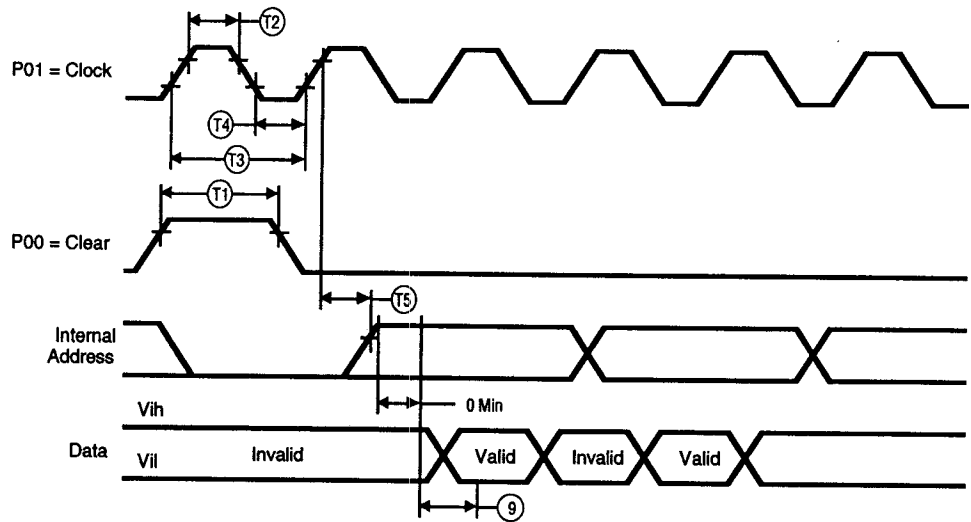 T2
P01 = Clock
T4
T3
T1
P00 = Clear
T5
Internal
Address
0 Min
Vih
Data
Vil
Invalid
Valid
Invalid
Valid
9